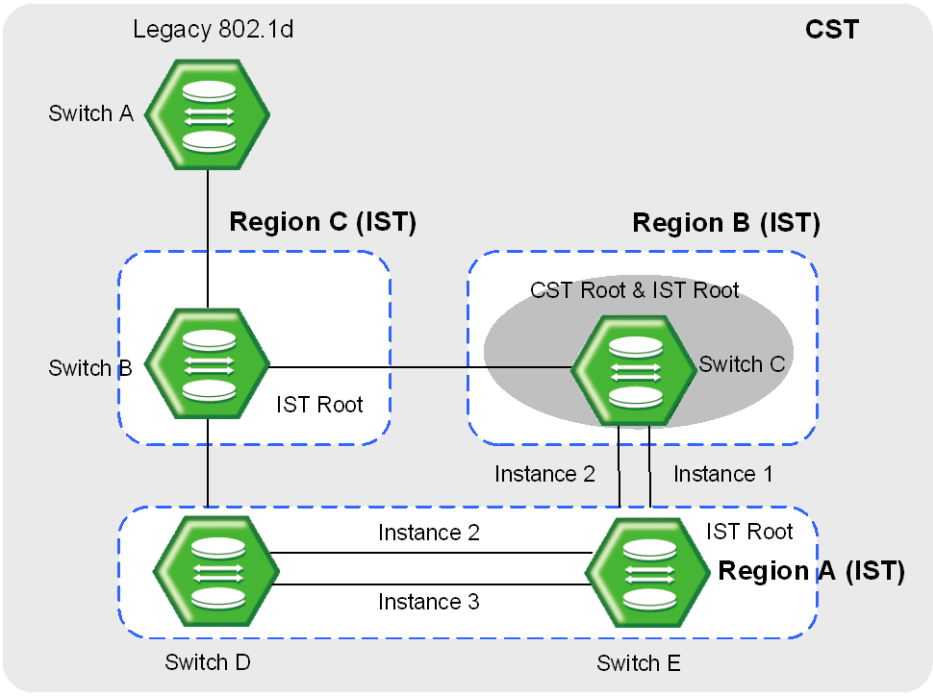 Legacy 802.1d
CST
Switch A
Region C (IST)
Region B (IST)
CST Root & IST Root
Switch B
Switch C
IST Root
Instance 2
Instance 1
Instance 2
IST Root
Region A (IST)
Instance 3
Switch D
Switch E